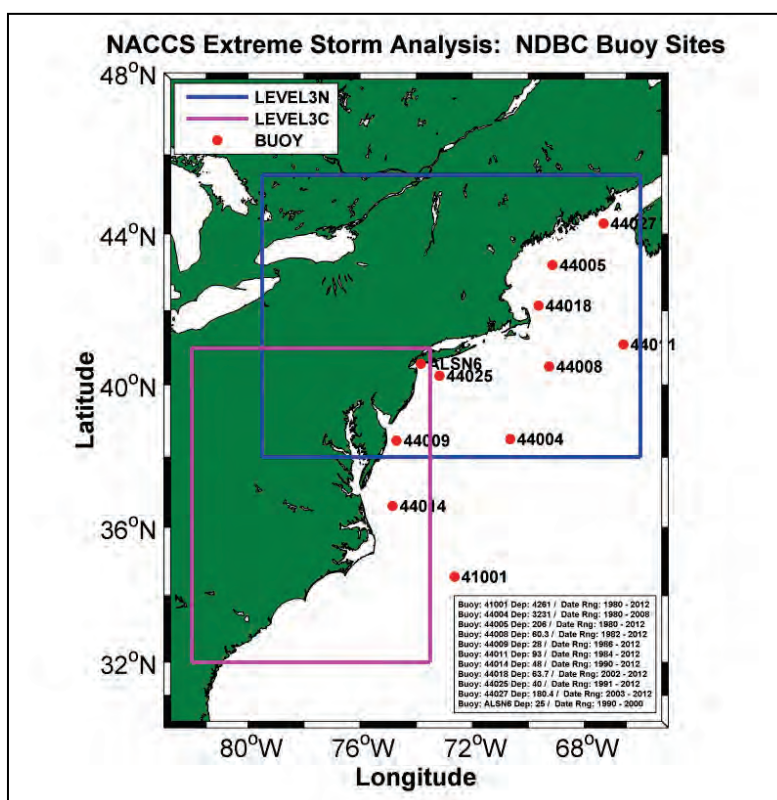 NACCS Extreme Storm Analysis: NDBC Buoy Sites
48°N
44°N
40°N
36°N
32°N
Latitude
LEVEL3N
LEVEL3C
BUOY
A
44027
44005
44018
44011
44008
ALSN6
44025
44009
44004
44014
41001
Buoy: 41001 Dep: 4261 / Date Rng: 1980 - 2012
Buoy: 44004 Dep: 3231 / Date Rng: 1980 - 2008
Buoy: 44005 Dep: 206 / Date Rng: 1980 - 2012
Buoy: 44008 Dep: 60.3 / Date Rng: 1982 - 2012
Buoy: 44009 Dep: 28 / Date Rng: 1986 - 2012
Buoy: 44011 Dep: 93 / Date Rng: 1984 - 2012
Buoy: 44014 Dep: 48 / Date Rng: 1990 - 2012
Buoy: 44018 Dep: 63.7 / Date Rng: 2002 - 2012
Buoy: 44025 Dep: 40 / Date Rng: 1991 - 2012
Buoy: 44027 Dep: 180.4 / Date Rng: 2003 - 2012
Buoy: ALSN6 Dep: 25 / Date Rng: 1990 - 2000
80°W 76°W 72°W 68°W
Longitude